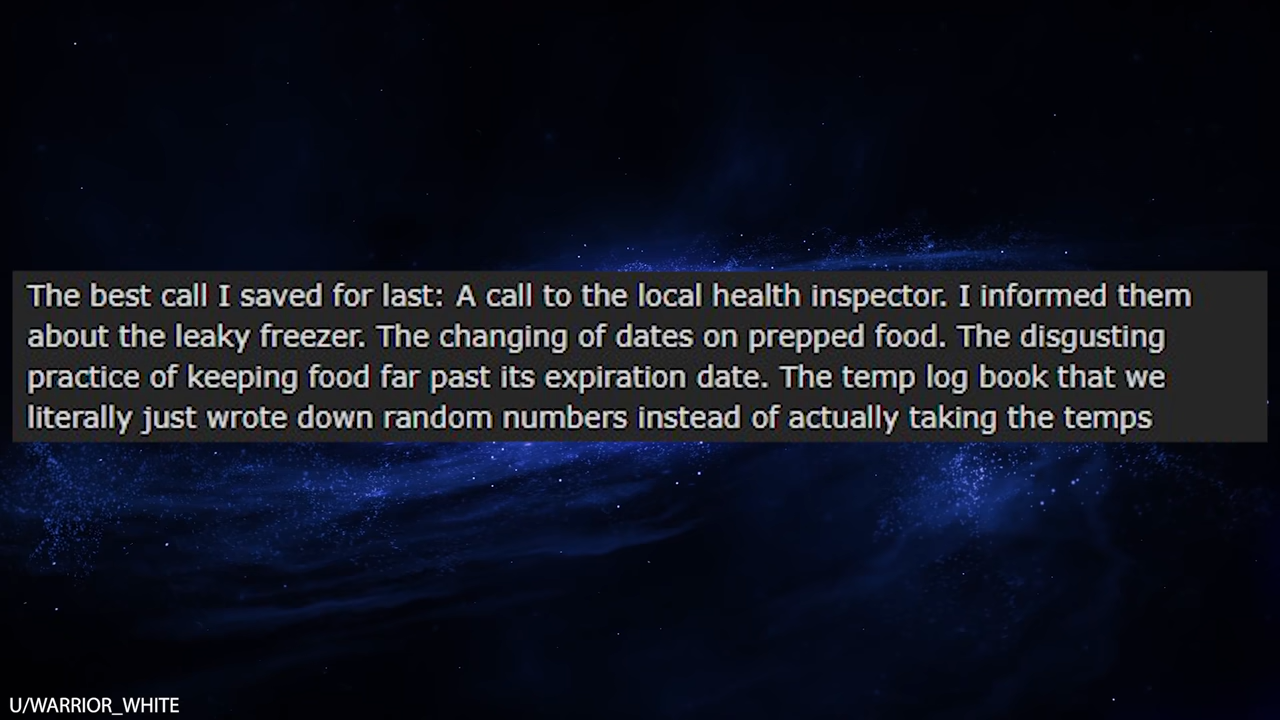 The best call I saved for last: A call to the local health inspector. I informed them
about the leaky freezer. The changing of dates on prepped food. The disgusting
practice of keeping food far past its expiration date. The temp log book that we
literally just wrote down random numbers instead of actually taking the temps
U/WARRIOR_WHITE